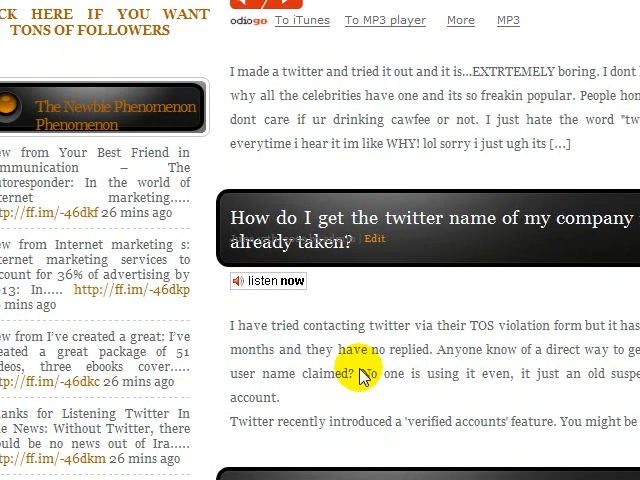 CK HERE IF YOU WANT
TONS OF FOLLOWERS
The Newbie Phenomenon
Phenomenon
ew from Your Best Friend in
mmunication – The
utoresponder: In the world of
ternet marketing.....
tp://ff.im/-46dkf 26 mins ago
ew from Internet marketing s:
ternet marketing services to
count for 36% of advertising by
013: In..... http://ff.im/-46dkp
6 mins ago
ew from I've created a great: I've
eated a great package of 51
deos, three ebooks cover.....
tp://ff.im/-46dkc 26 mins ago
hanks for Listening Twitter In
he News: Without Twitter, there
ould be no news out of Ira.....
tp://ff.im/-46dkm 26 mins ago
odiogo To iTunes To MP3 player More MP3
I made a twitter and tried it out and it is...EXTRTEMELY boring. I dont
why all the celebrities have one and its so freakin popular. People hon
dont care if ur drinking cawfee or not. I just hate the word "tw
everytime i hear it im like WHY! lol sorry i just ugh its [...]
How do I get the twitter name of my company
already taken?
| Edit
listen now
I have tried contacting twitter via their TOS violation form but it has
months and they have no replied. Anyone know of a direct way to ge
user name claimed? No one is using it even, it just an old suspe
account.
Twitter recently introduced a 'verified accounts' feature. You might be